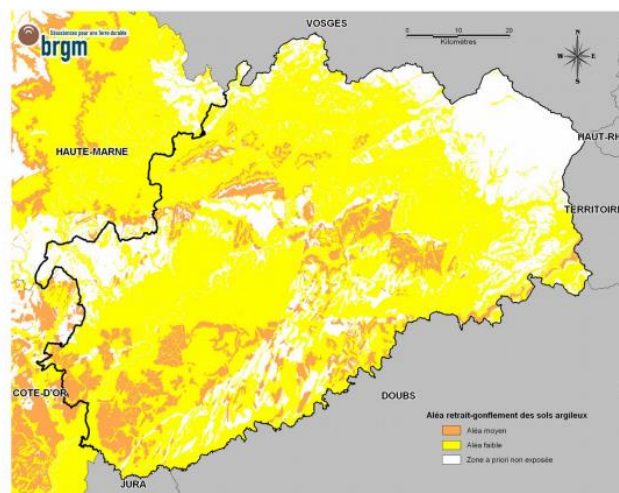 VOSGES
Géosciences pour une Terre durable
brgm
0 10 20
Kilomètres
N
W E
S
HAUTE-MARNE
HAUT-RH
TERRITOIRE
COTE-D'OR
DOUBS
JURA
Aléa retrait-gonflement des sols argileux
Aléa moyen
Aléa faible
Zone a priori non exposée